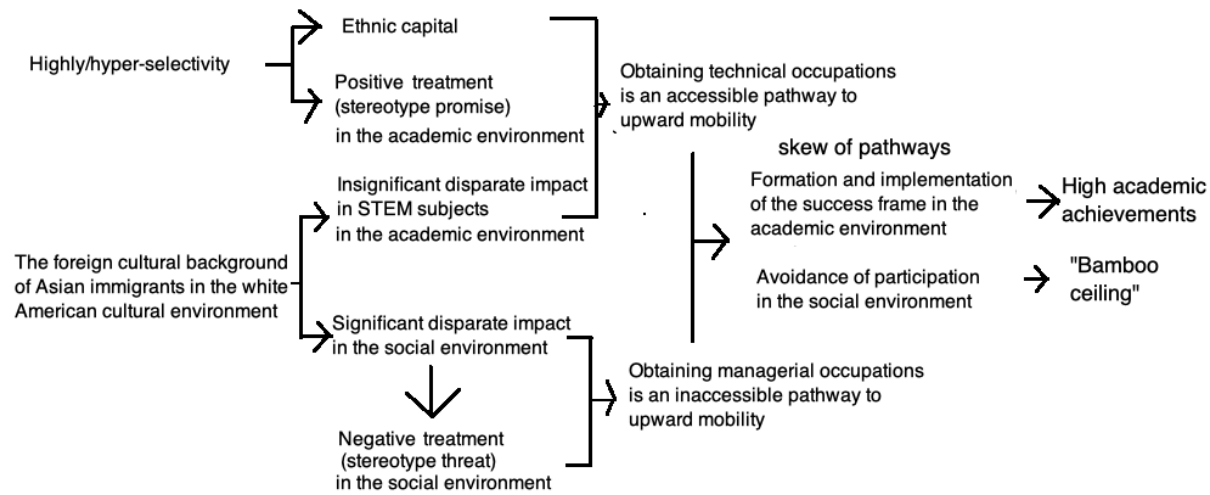 Highly/hyper-selectivity
Ethnic capital
Positive treatment
(stereotype promise)
in the academic environment
Insignificant disparate impact
in STEM subjects
in the academic environment
The foreign cultural background
of Asian immigrants in the white
American cultural environment
Significant disparate impact
in the social environment
Negative treatment
(stereotype threat)
in the social environment
Obtaining technical occupations
is an accessible pathway to
upward mobility
Obtaining managerial occupations
is an inaccessible pathway to
upward mobility
skew of pathways
Formation and implementation
of the success frame in the
academic environment
High academic
achievements
Avoidance of participation
in the social environment
"Bamboo
ceiling"